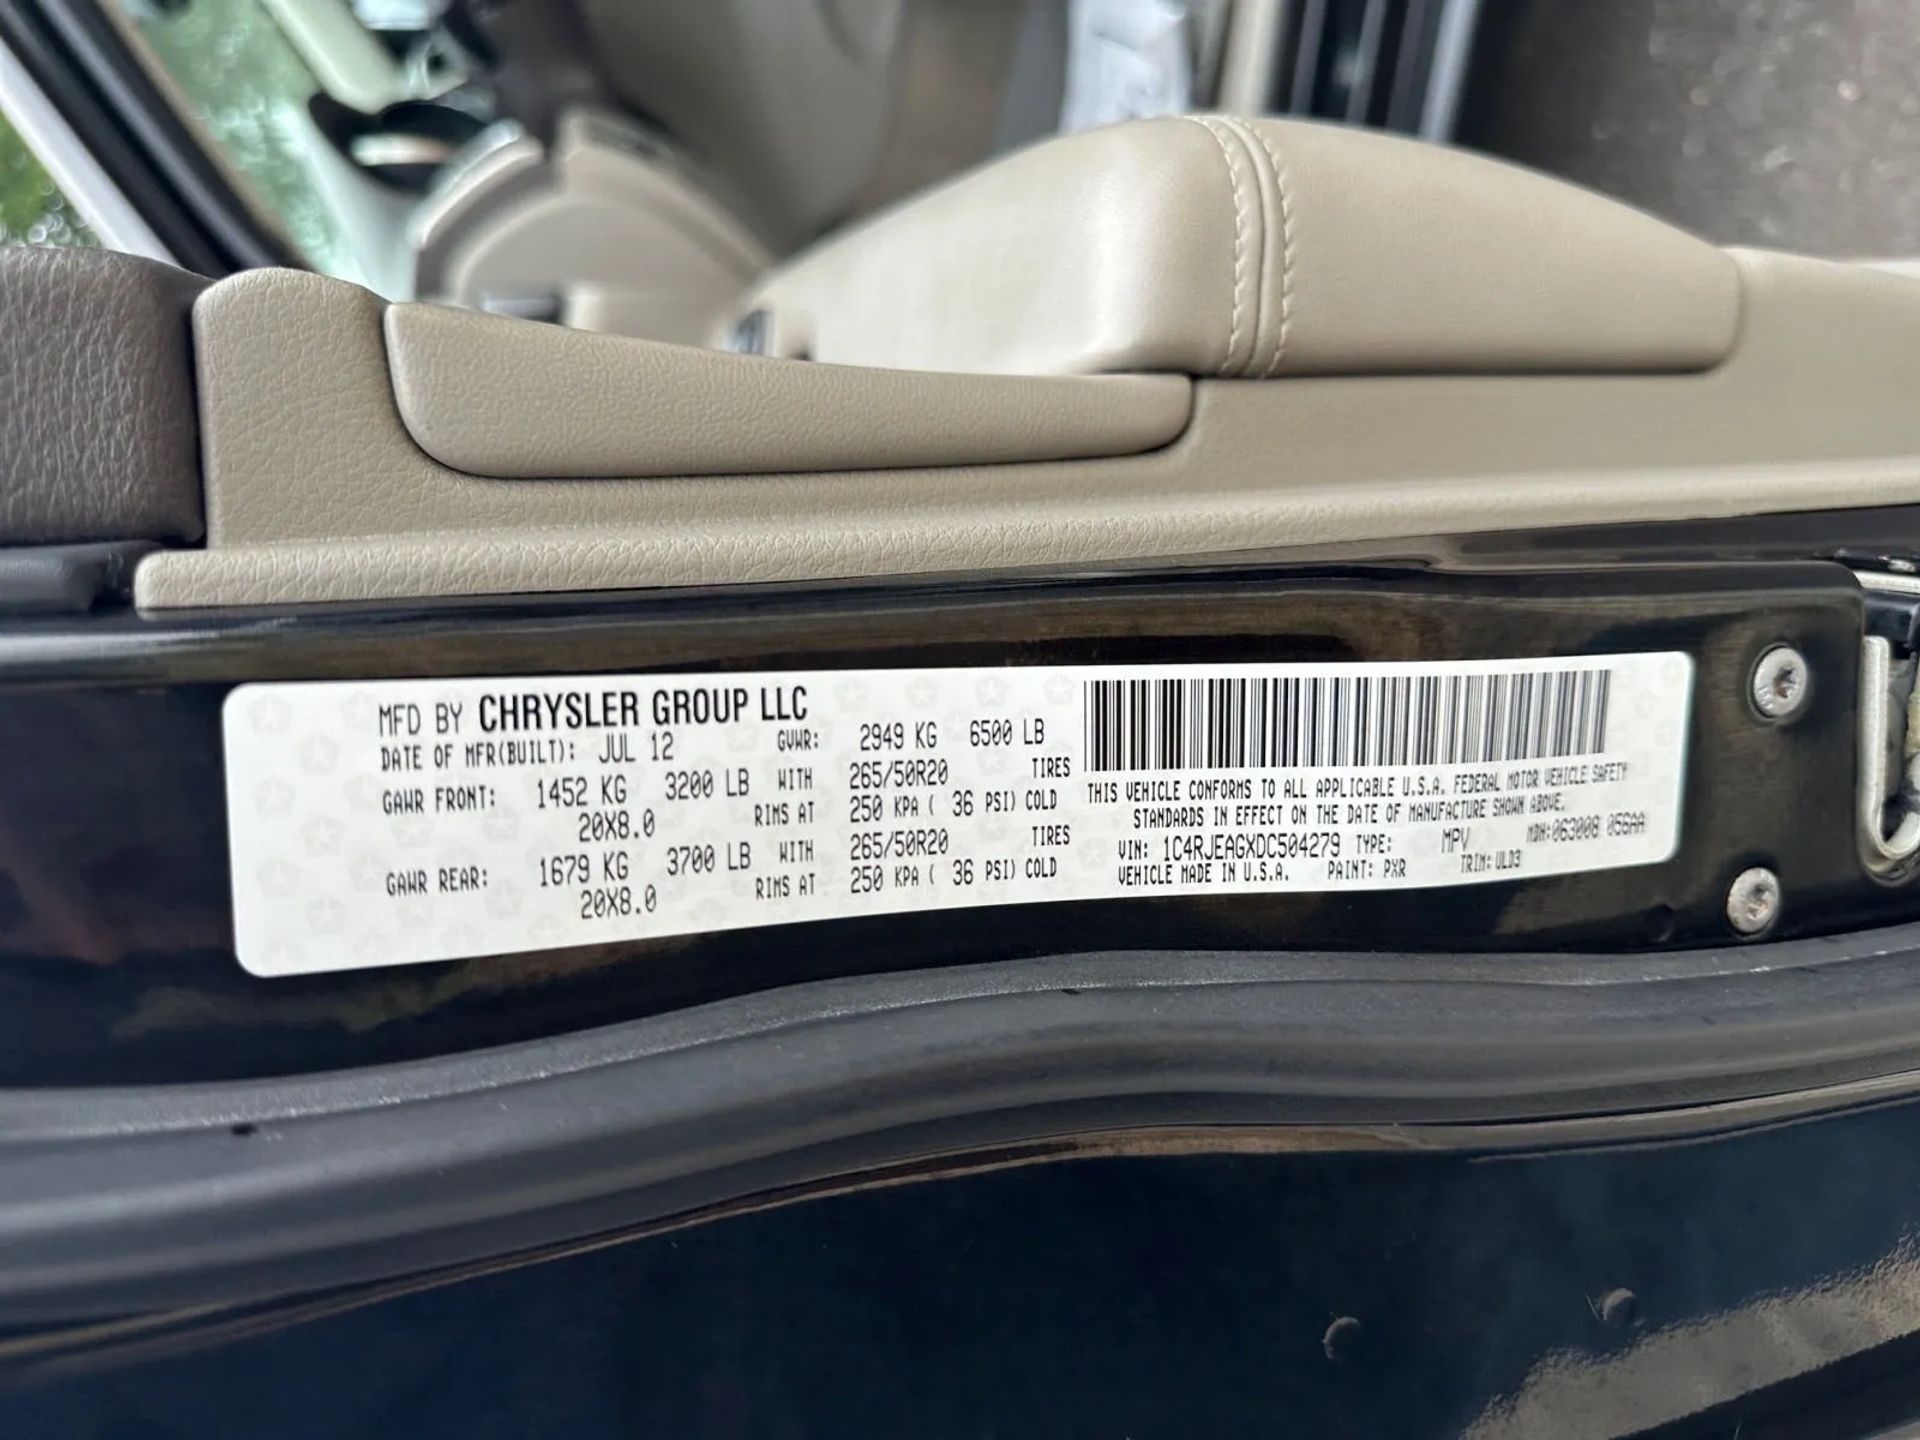 MFD BY CHRYSLER GROUP LLC
DATE OF MFR(BUILT): JUL 12 GVWR: 2949 KG 6500 LB
GAWR FRONT: 1452 KG 3200 LB WITH 265/50R20 TIRES
20X8.0 RIMS AT 250 KPA ( 36 PSI) COLD
GAWR REAR: 1679 KG 3700 LB WITH 265/50R20 TIRES
20X8.0 RIMS AT 250 KPA ( 36 PSI) COLD
THIS VEHICLE CONFORMS TO ALL APPLICABLE U.S.A. FEDERAL MOTOR VEHICLE SAFETY
STANDARDS IN EFFECT ON THE DATE OF MANUFACTURE SHOWN ABOVE.
VIN: 1C4RJEAGXDC504279 TYPE: MPV MDH:063008 056AA
VEHICLE MADE IN U.S.A. PAINT: PXR TRIM: ULD3